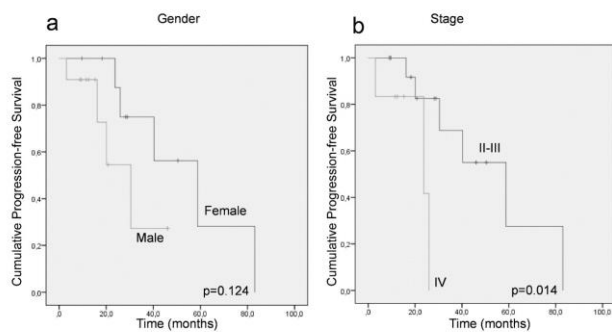 a
Gender
Cumulative Progression-free Survival
1,0
0,8
0,6
0,4
0,2
0,0
Female
Male
p=0.124
,0
20,0
40,0
60,0
80,0
100,0
Time (months)
b
Stage
Cumulative Progression-free Survival
1,0
0,8
0,6
0,4
0,2
0,0
II-III
IV
p=0.014
,0
20,0
40,0
60,0
80,0
100,0
Time (months)